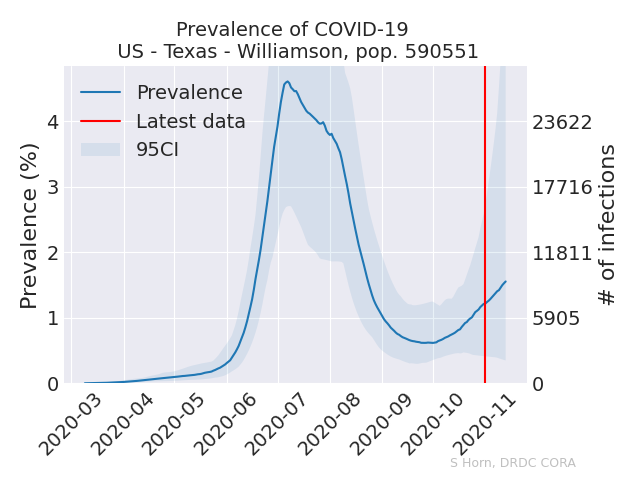 Prevalence of COVID-19
US - Texas - Williamson, pop. 590551
Prevalence
Latest data
95CI
Prevalence (%)
4
3
2
1
0
23622
17716
11811
5905
0
# of infections
2020-03
2020-04
2020-05
2020-06
2020-07
2020-08
2020-09
2020-10
2020-11
S Horn, DRDC CORA